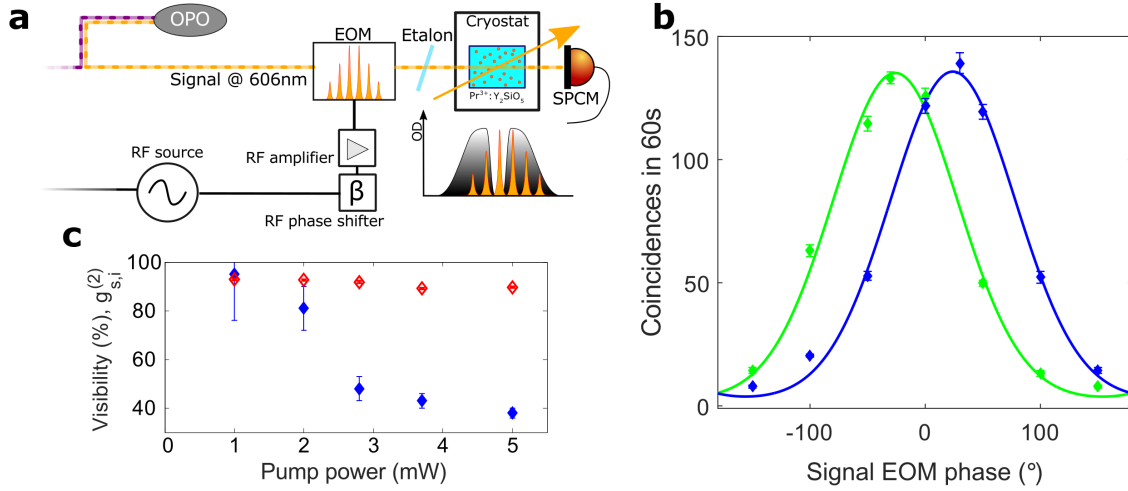 a
OPO
Signal @ 606nm
EOM
Etalon
Cryostat
Pr³⁺:Y₂SiO₅
SPCM
OD
RF source
RF amplifier
β
RF phase shifter
c
Visibility (%), g⁽²⁾s,i
100
80
60
40
0
1
2
3
4
5
Pump power (mW)
b
Coincidences in 60s
150
100
50
0
-100
0
100
Signal EOM phase (°)